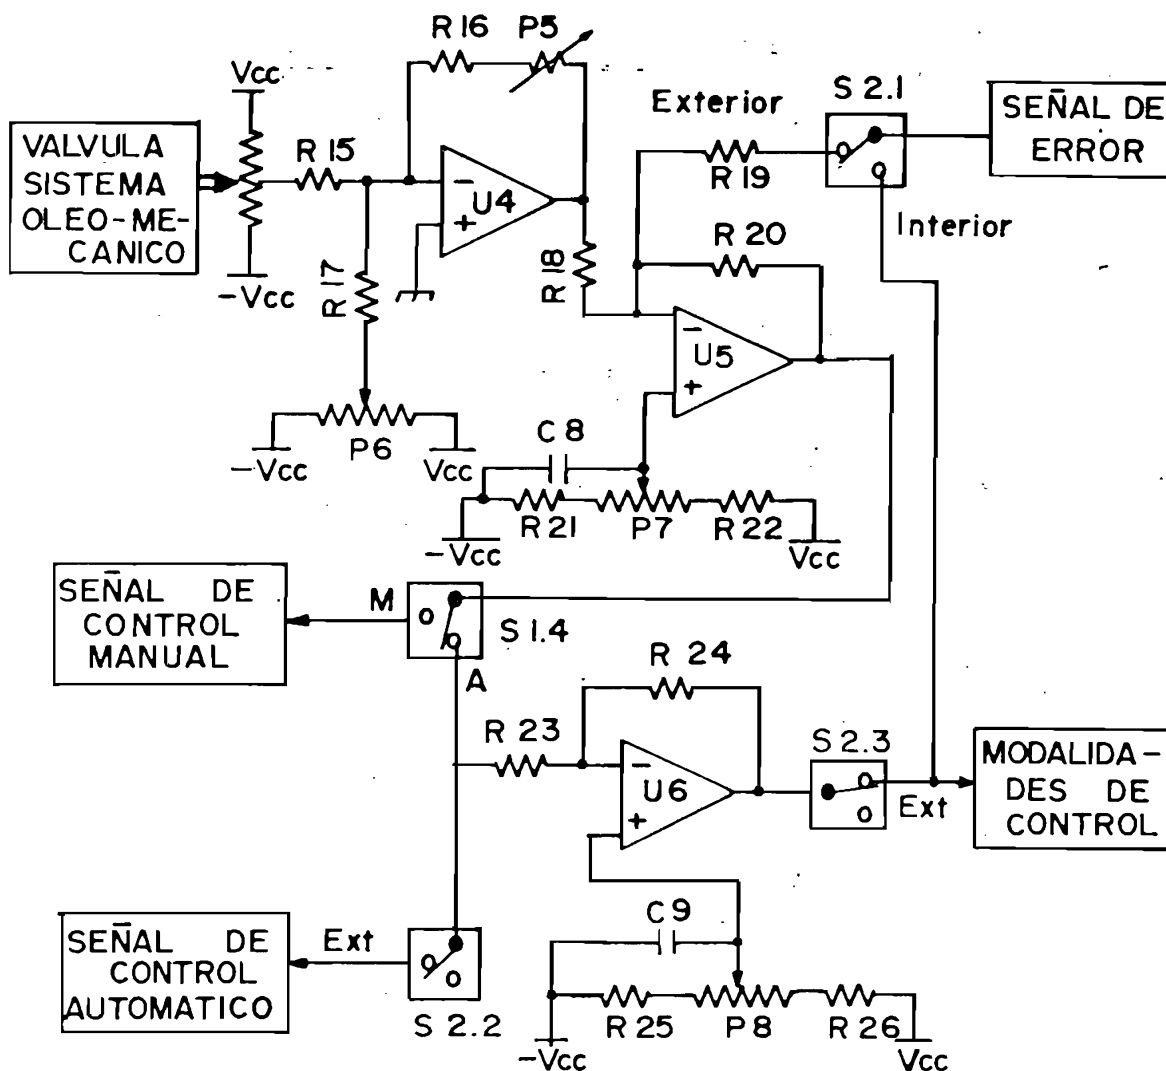 R 16
P5
Vcc
VALVULA
SISTEMA
OLEO-ME-
CANICO
R 15
-Vcc
R 17
U4
-
+
R 18
Exterior
S 2.1
SEÑAL DE
ERROR
R 19
Interior
R 20
U5
-
+
P6
-Vcc
Vcc
C 8
R 21
P7
R 22
-Vcc
Vcc
SEÑAL DE
CONTROL
MANUAL
M
S 1.4
A
R 24
R 23
U6
-
+
S 2.3
Ext
MODALIDA-
DES DE
CONTROL
SEÑAL DE
CONTROL
AUTOMATICO
Ext
S 2.2
C 9
R 25
P8
R 26
-Vcc
Vcc